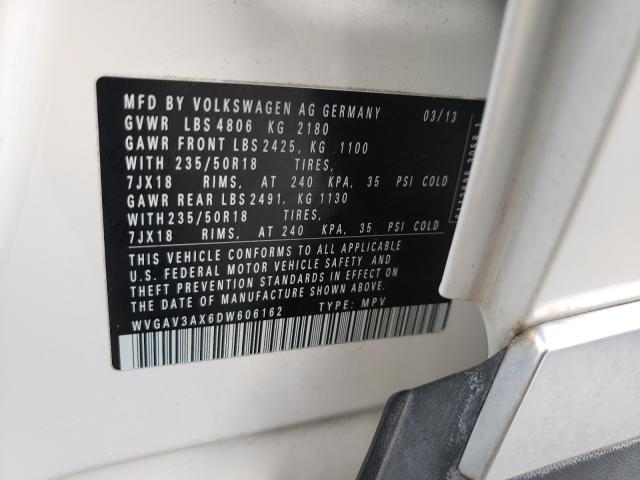 MFD BY VOLKSWAGEN AG GERMANY 03/13
GVWR LBS 4806 KG 2180
GAWR FRONT LBS 2425, KG 1100
WITH 235/50R18 TIRES,
7JX18 RIMS, AT 240 KPA, 35 PSI COLD
GAWR REAR LBS 2491, KG 1130
WITH 235/50R18 TIRES,
7JX18 RIMS, AT 240 KPA, 35 PSI COLD
THIS VEHICLE CONFORMS TO ALL APPLICABLE
U.S. FEDERAL MOTOR VEHICLE SAFETY AND
THEFT PREVENTION STANDARDS IN EFFECT ON
THE DATE OF MANUFACTURE SHOWN ABOVE.
WVGAV3AX6DW606162 TYPE: MPV